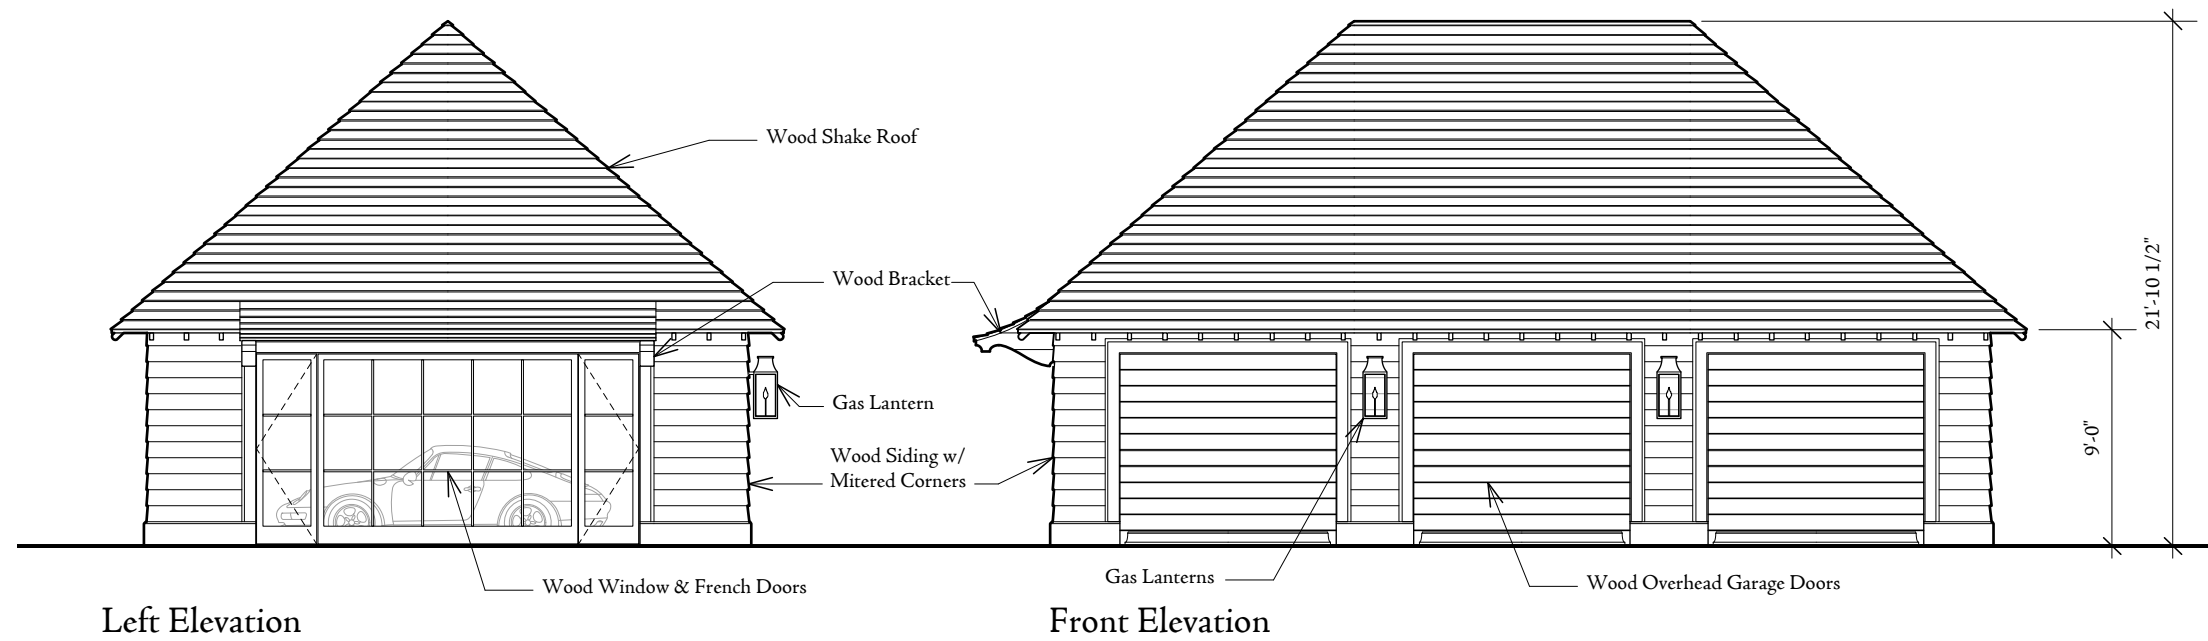 Wood Shake Roof
Wood Bracket
Gas Lantern
Wood Siding w/
Mitered Corners
Wood Window & French Doors
Left Elevation
Gas Lanterns
Wood Overhead Garage Doors
Front Elevation
21'-10 1/2"
9'-0"